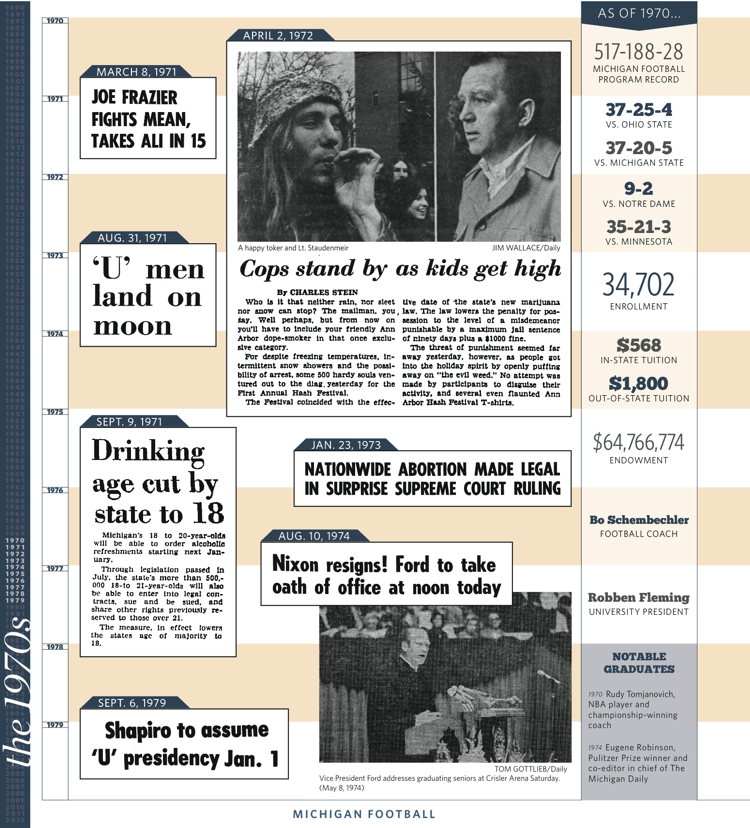 the 1970s
1970
1971
1972
1973
1974
1975
1976
1977
1978
1979
1970
1971
1972
1973
1974
1975
1976
1977
1978
1979
MARCH 8, 1971
JOE FRAZIER
FIGHTS MEAN,
TAKES ALI IN 15
AUG. 31, 1971
‘U’ men
land on
moon
APRIL 2, 1972
A happy toker and Lt. Staudenmeir
JIM WALLACE/Daily
Cops stand by as kids get high
By CHARLES STEIN
Who is it that neither rain, nor sleet
nor snow can stop? The mailman, you
say. Well perhaps, but from now on
you'll have to include your friendly Ann
Arbor dope-smoker in that once exclu-
sive category.
For despite freezing temperatures, in-
termittent snow showers and the possi-
bility of arrest, some 500 hardy souls ven-
tured out to the diag yesterday for the
First Annual Hash Festival.
The Festival coincided with the effec-
tive date of the state's new marijuana
law. The law lowers the penalty for pos-
session to the level of a misdemeanor
punishable by a maximum jail sentence
of ninety days plus a $1000 fine.
The threat of punishment seemed far
away yesterday, however, as people got
into the holiday spirit by openly puffing
away on "the evil weed." No attempt was
made by participants to disguise their
activity, and several even flaunted Ann
Arbor Hash Festival T-shirts.
SEPT. 9, 1971
Drinking
age cut by
state to 18
Michigan's 18 to 20-year-olds
will be able to order alcoholic
refreshments starting next Jan-
uary.
Through legislation passed in
July, the state's more than 500,-
000 18-to 21-year-olds will also
be able to enter into legal con-
tracts, sue and be sued, and
share other rights previously re-
served to those over 21.
The measure, in effect lowers
the states age of majority to
18.
JAN. 23, 1973
NATIONWIDE ABORTION MADE LEGAL
IN SURPRISE SUPREME COURT RULING
AUG. 10, 1974
Nixon resigns! Ford to take
oath of office at noon today
TOM GOTTLIEB/Daily
Vice President Ford addresses graduating seniors at Crisler Arena Saturday.
(May 8, 1974)
SEPT. 6, 1979
Shapiro to assume
‘U’ presidency Jan. 1
AS OF 1970...
517-188-28
MICHIGAN FOOTBALL
PROGRAM RECORD
37-25-4
VS. OHIO STATE
37-20-5
VS. MICHIGAN STATE
9-2
VS. NOTRE DAME
35-21-3
VS. MINNESOTA
34,702
ENROLLMENT
$568
IN-STATE TUITION
$1,800
OUT-OF-STATE TUITION
$64,766,774
ENDOWMENT
Bo Schembechler
FOOTBALL COACH
Robben Fleming
UNIVERSITY PRESIDENT
NOTABLE
GRADUATES
1970 Rudy Tomjanovich,
NBA player and
championship-winning
coach
1974 Eugene Robinson,
Pulitzer Prize winner and
co-editor in chief of The
Michigan Daily
MICHIGAN FOOTBALL